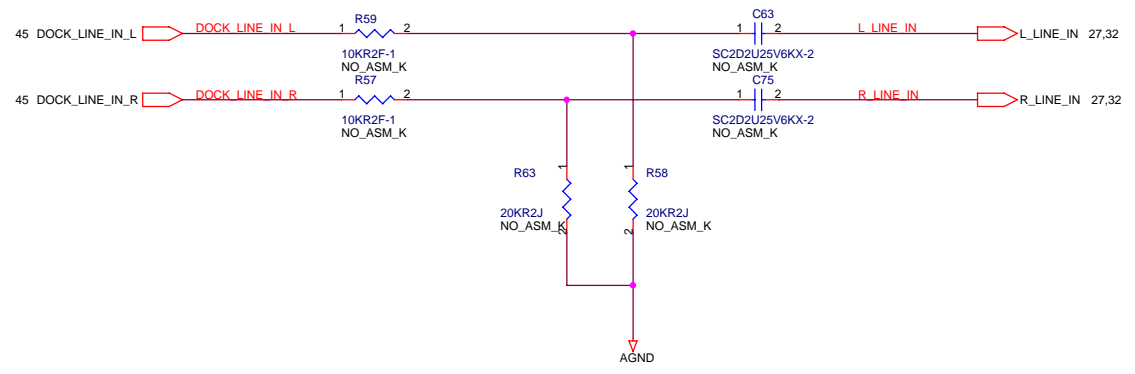 R59
C63
45 DOCK_LINE_IN_L DOCK_LINE_IN_L 1 2 1 2 L_LINE_IN L_LINE_IN 27,32
10KR2F-1 SC2D2U25V6KX-2
NO_ASM_K NO_ASM_K
R57 C75
45 DOCK_LINE_IN_R DOCK_LINE_IN_R 1 2 1 2 R_LINE_IN R_LINE_IN 27,32
10KR2F-1 SC2D2U25V6KX-2
NO_ASM_K NO_ASM_K
1 1
R63 R58
20KR2J 20KR2J
NO_ASM_K NO_ASM_K
2 2
AGND